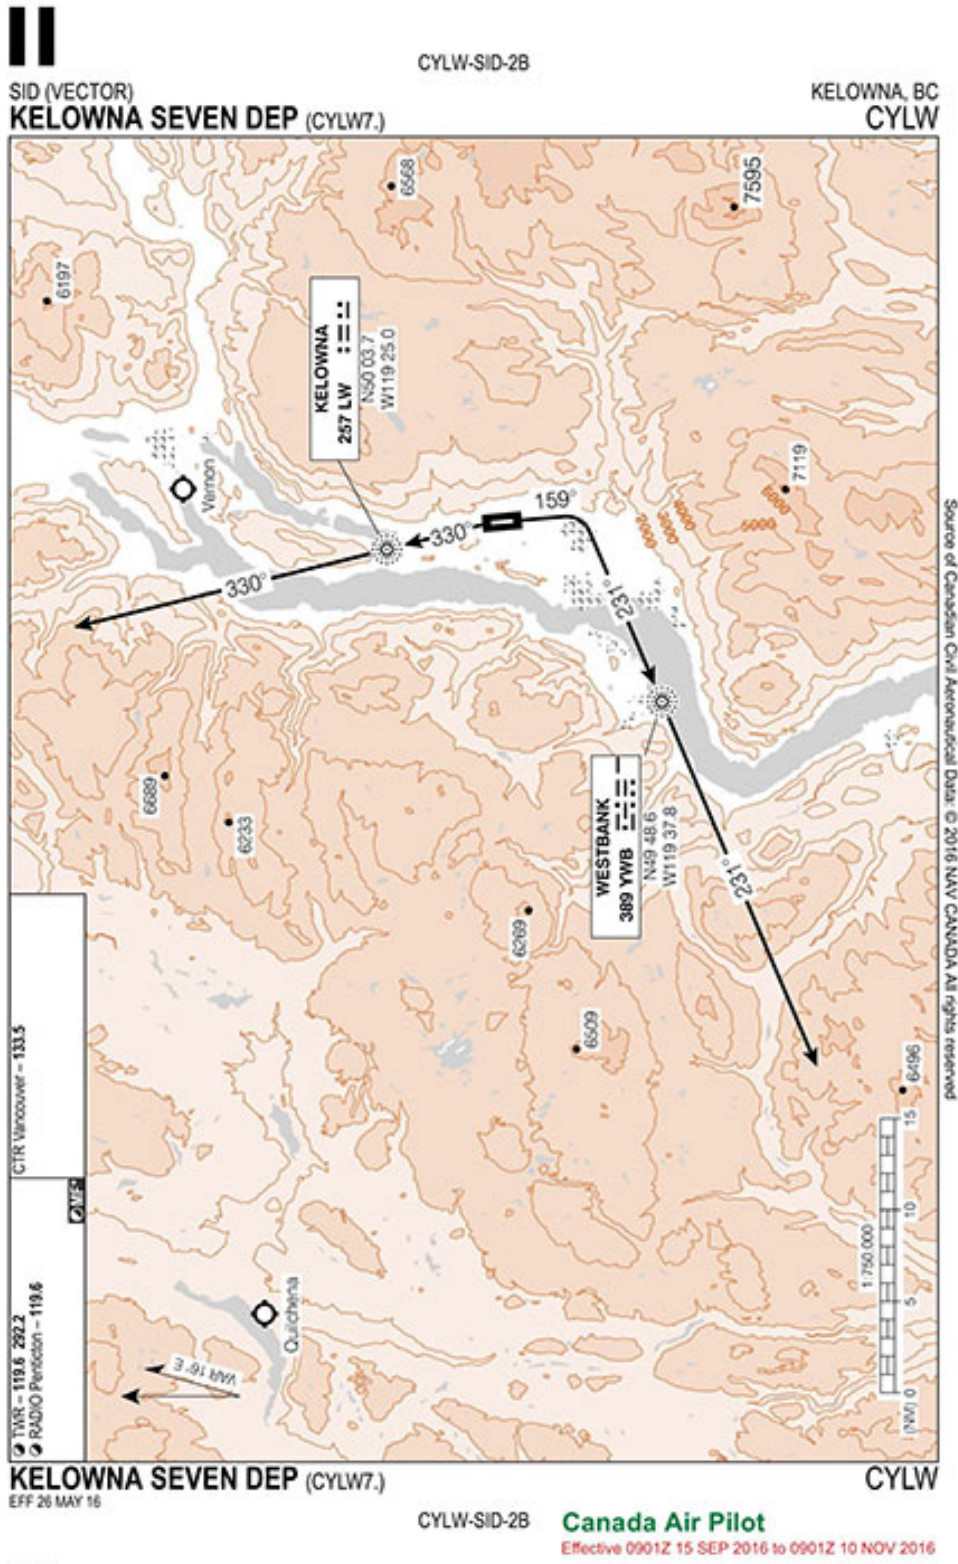 CYLW-SID-2B
SID (VECTOR)
KELOWNA, BC
KELOWNA SEVEN DEP (CYLW7.)
CYLW
6568
7595
6197
KELOWNA
257 LW
N50 03.7
W119 25.0
Vernon
7119
330°
159°
7000
6000
5000
4000
5000
6000
330°
231°
WESTBANK
389 YWB
N49 48.6
W119 37.8
6689
6233
231°
6269
6509
6496
CTR Vancouver – 133.5
MF
TWR – 119.6 292.2
RADIO Penticton – 119.6
Quilchena
VAR 16° E
1:750.000
(NM) 0
5
10
15
Source of Canadian Civil Aeronautical Data: © 2016 NAV CANADA All rights reserved
KELOWNA SEVEN DEP (CYLW7.)
CYLW
EFF 26 MAY 16
CYLW-SID-2B
Canada Air Pilot
Effective 0901Z 15 SEP 2016 to 0901Z 10 NOV 2016